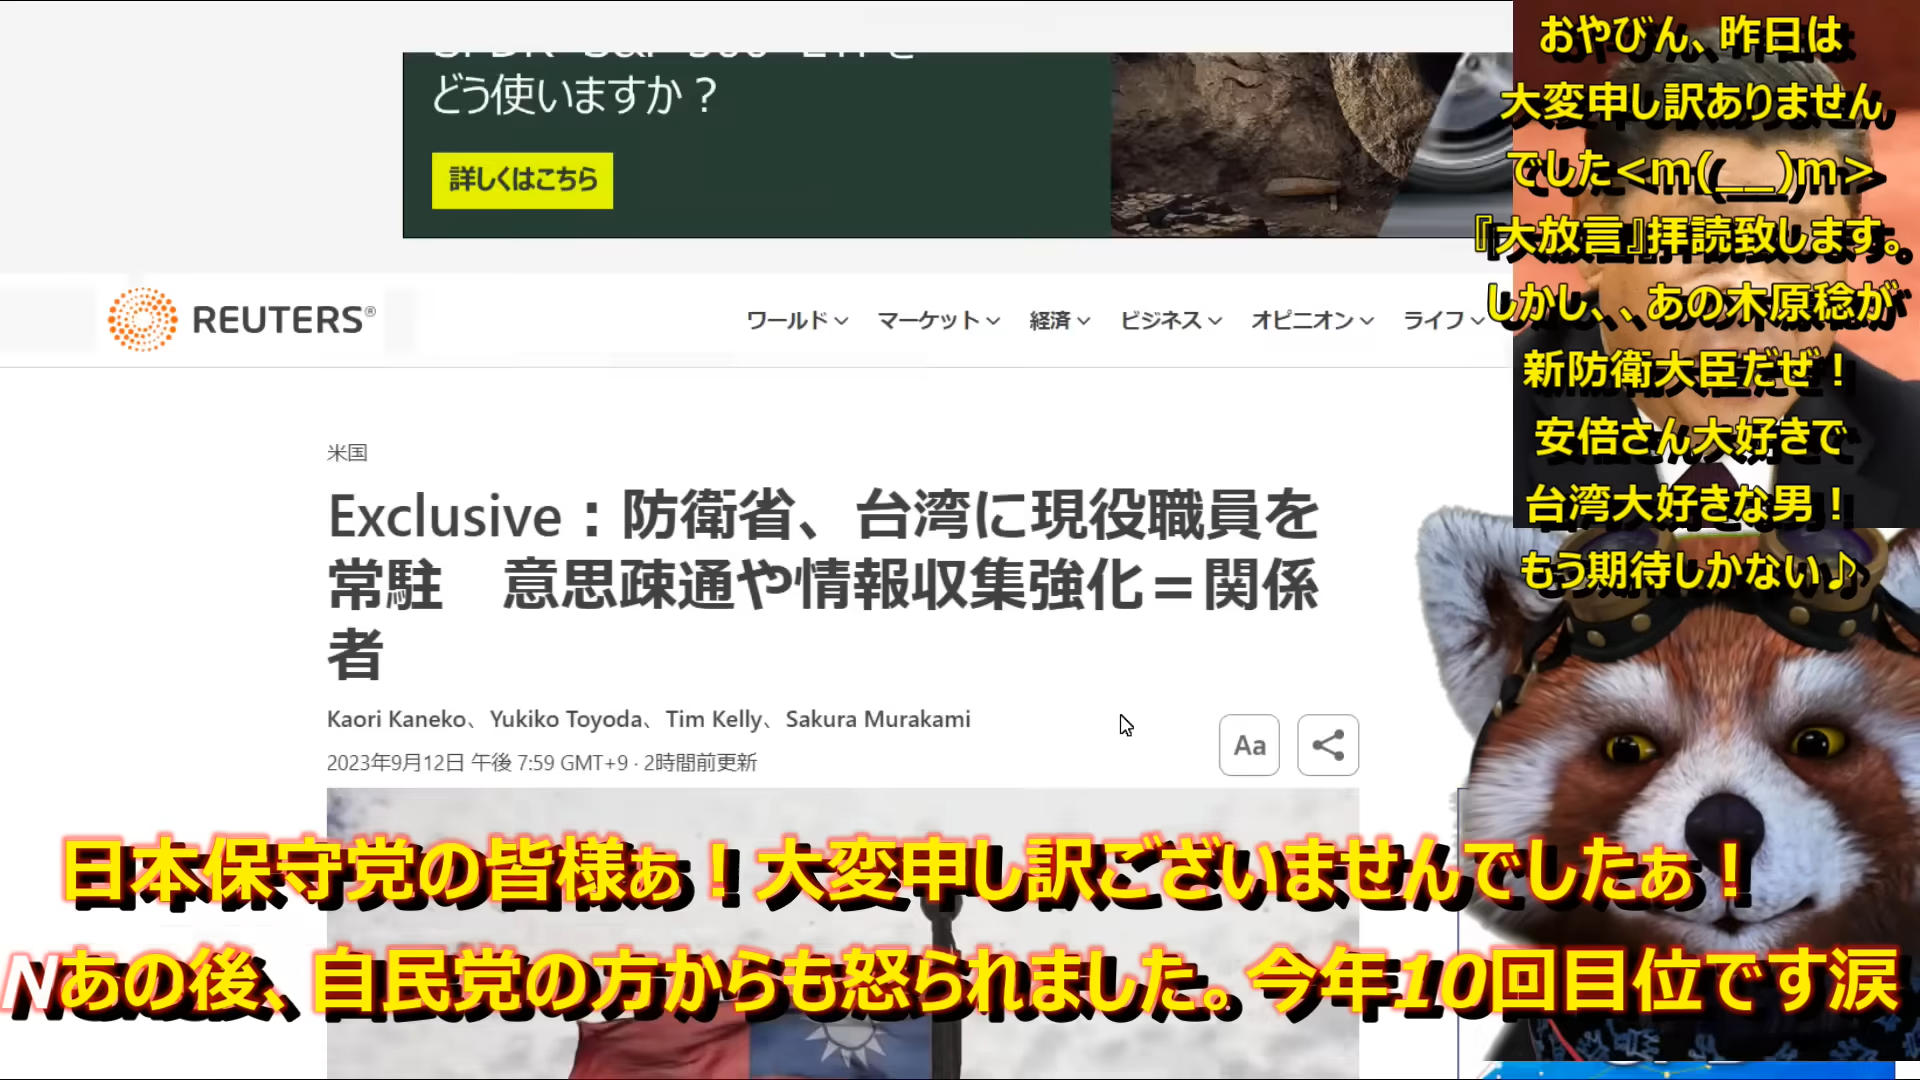 どう使いますか？
詳しくはこちら
REUTERS®
ワールド マーケット 経済 ビジネス オピニオン ライフ
米国
Exclusive：防衛省、台湾に現役職員を
常駐　意思疎通や情報収集強化＝関係
者
Kaori Kaneko、Yukiko Toyoda、Tim Kelly、Sakura Murakami
2023年9月12日 午後 7:59 GMT+9 · 2時間前更新
Aa
おやびん、昨日は
大変申し訳ありません
でした<m(__)m>
『大放言』拝読致します。
しかし、、あの木原稔が
新防衛大臣だぜ！
安倍さん大好きで
台湾大好きな男！
もう期待しかない♪
日本保守党の皆様ぁ！大変申し訳ございませんでしたぁ！
Nあの後、自民党の方からも怒られました。今年10回目位です涙